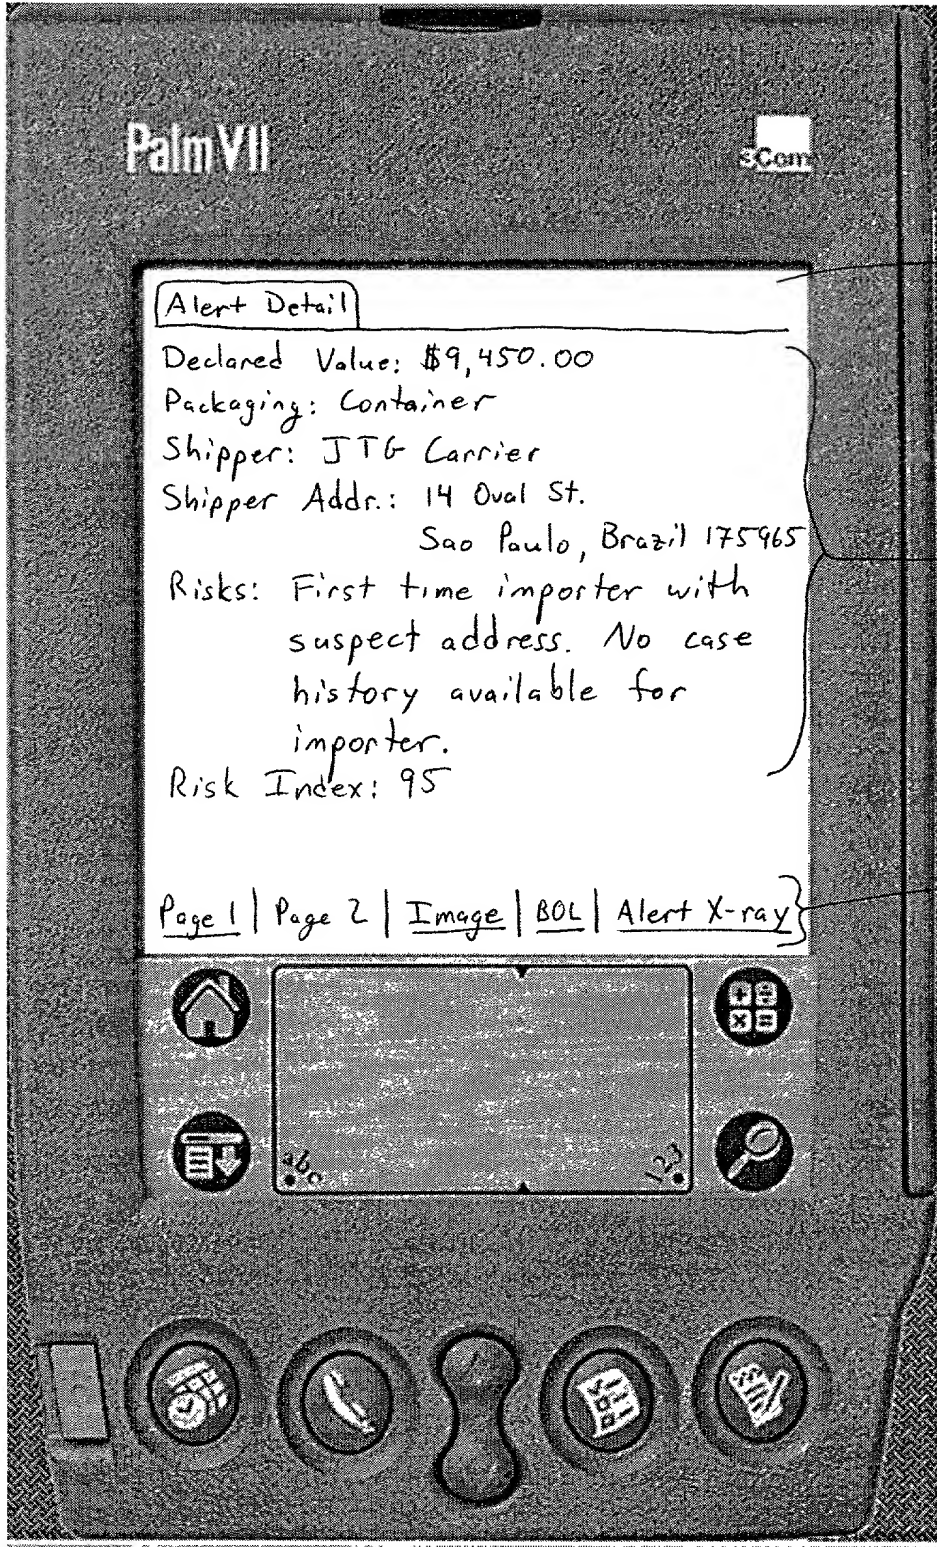 PalmVII
3Com
Alert Detail
Declared Value: $9,450.00
Packaging: Container
Shipper: JTG Carrier
Shipper Addr.: 14 Oval St.
Sao Paulo, Brazil 175965
Risks: First time importer with
suspect address. No case
history available for
importer.
Risk Index: 95
Page 1 | Page 2 | Image | BOL | Alert X-ray
abc
123